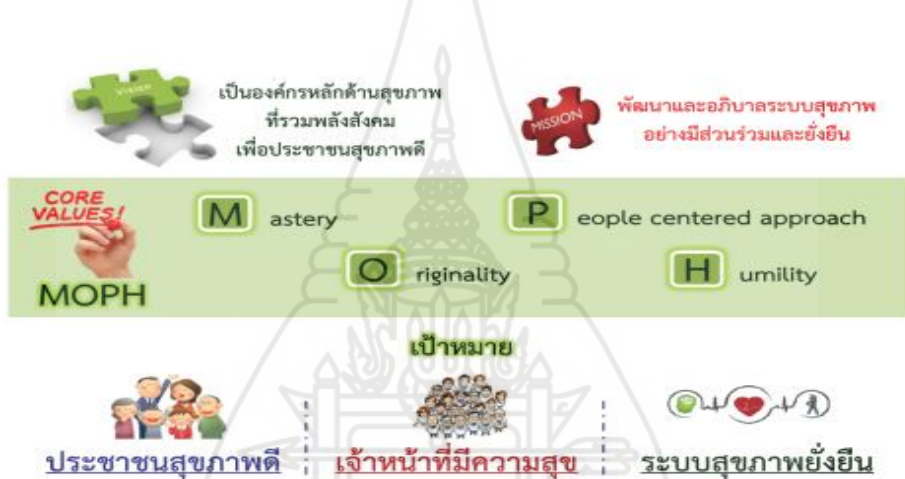 Vision
เป็นองค์กรหลักด้านสุขภาพ
ที่รวมพลังสังคม
เพื่อประชาชนสุขภาพดี
MISSION
พัฒนาและอภิบาลระบบสุขภาพ
อย่างมีส่วนร่วมและยั่งยืน
CORE
VALUES!
MOPH
M astery
P eople centered approach
O riginality
H umility
เป้าหมาย
ประชาชนสุขภาพดี
เจ้าหน้าที่มีความสุข
ระบบสุขภาพยั่งยืน